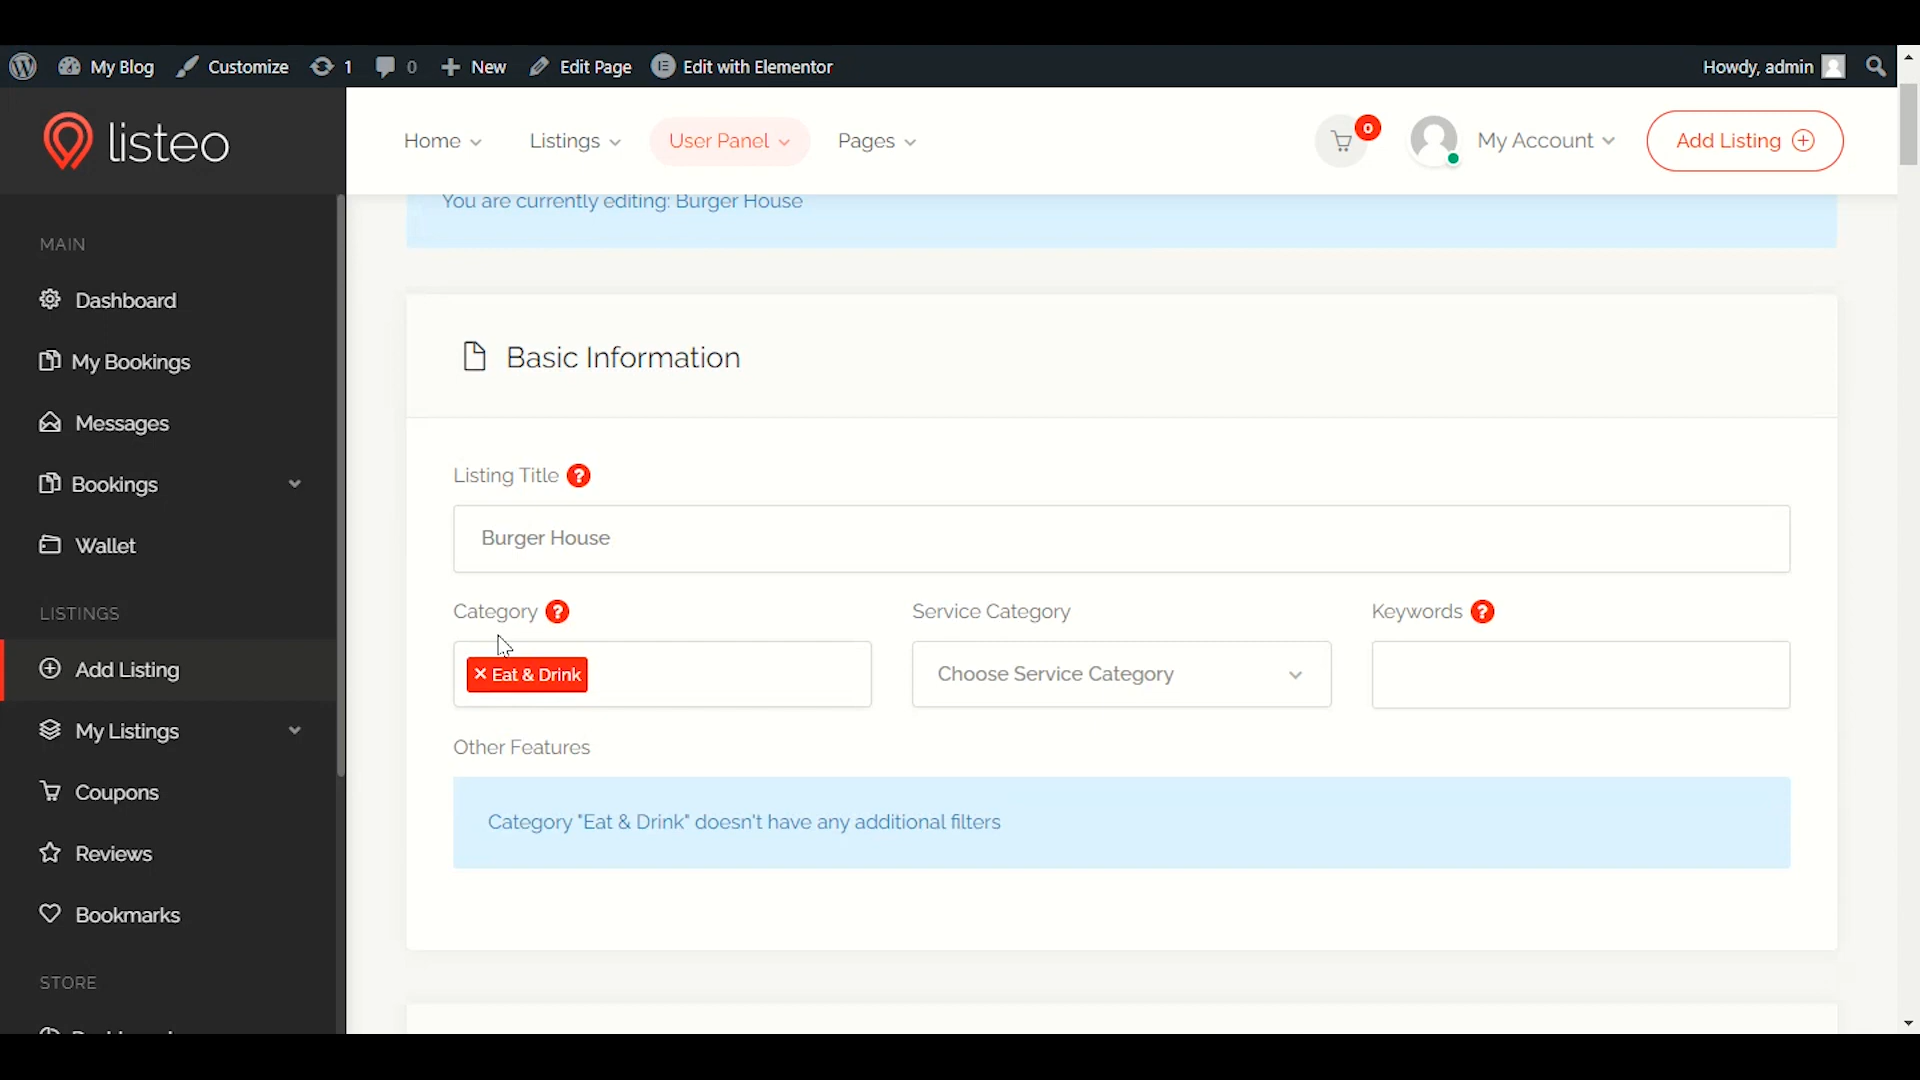 My Blog Customize 1 0 New Edit Page Edit with Elementor Howdy, admin
listeo
Home Listings User Panel Pages 0 My Account Add Listing
You are currently editing: Burger House
MAIN
Dashboard
My Bookings
Messages
Bookings
Wallet
LISTINGS
Add Listing
My Listings
Coupons
Reviews
Bookmarks
STORE
Basic Information
Listing Title ?
Burger House
Category ? Service Category Keywords ?
× Eat & Drink Choose Service Category
Other Features
Category "Eat & Drink" doesn't have any additional filters